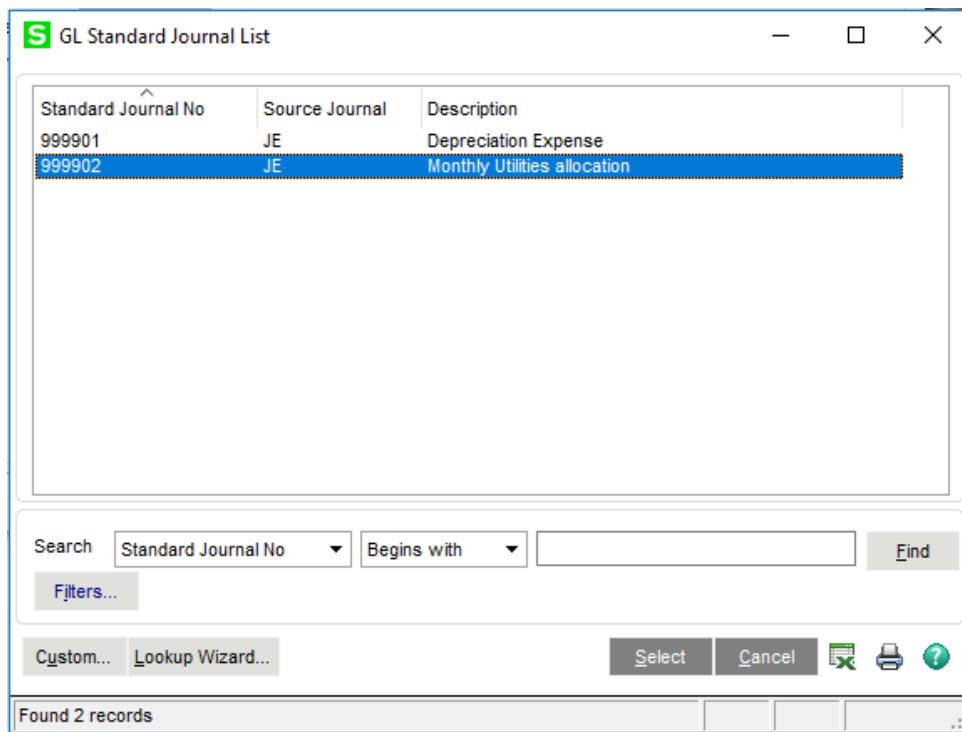 S GL Standard Journal List
Standard Journal No Source Journal Description
999901 JE Depreciation Expense
999902 JE Monthly Utilities allocation
Search Standard Journal No Begins with Find
Filters...
Custom... Lookup Wizard... Select Cancel ?
Found 2 records